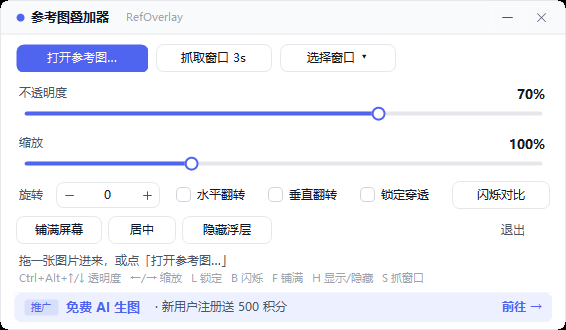 参考图叠加器 RefOverlay
打开参考图... 抓取窗口 3s 选择窗口
不透明度 70%
缩放 100%
旋转 − 0 + 水平翻转 垂直翻转 锁定穿透 闪烁对比
铺满屏幕 居中 隐藏浮层 退出
拖一张图片进来，或点「打开参考图...」
Ctrl+Alt+↑/↓ 透明度 ←/→ 缩放 L 锁定 B 闪烁 F 铺满 H 显示/隐藏 S 抓窗口
推广 免费 AI 生图 · 新用户注册送 500 积分 前往 →